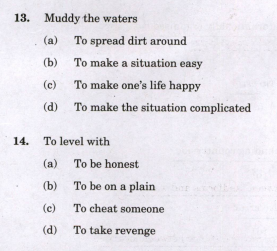 13. Muddy the waters
(a) To spread dirt around
(b) To make a situation easy
(c) To make one's life happy
(d) To make the situation complicated
14. To level with
(a) To be honest
(b) To be on a plain
(c) To cheat someone
(d) To take revenge